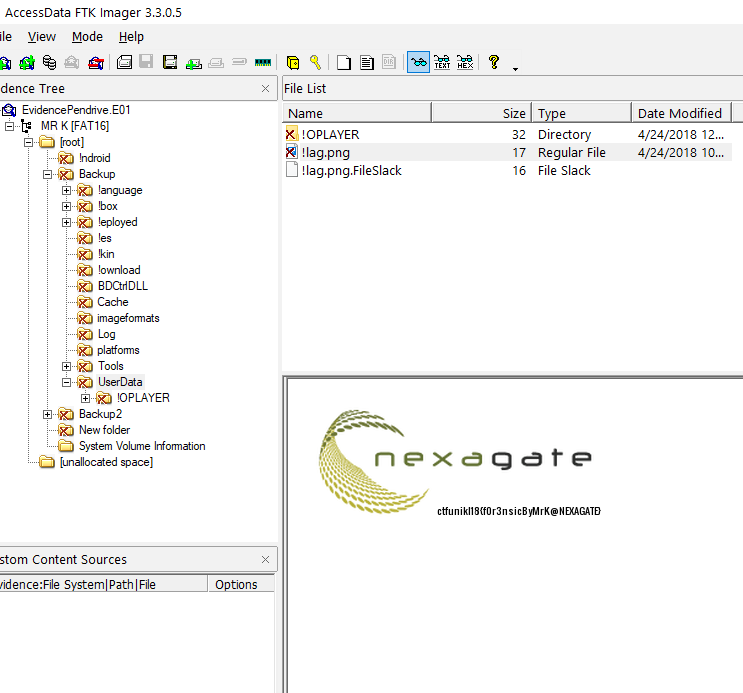 AccessData FTK Imager 3.3.0.5
ile View Mode Help
dence Tree
EvidencePendrive.E01
MR K [FAT16]
[root]
!ndroid
Backup
!anguage
!box
!eployed
!es
!kin
!ownload
BDCtrlDLL
Cache
imageformats
Log
platforms
Tools
UserData
!OPLAYER
Backup2
New folder
System Volume Information
[unallocated space]
stom Content Sources
vidence:File System|Path|File Options
File List
Name Size Type Date Modified
!OPLAYER 32 Directory 4/24/2018 12...
!lag.png 17 Regular File 4/24/2018 10...
!lag.png.FileSlack 16 File Slack
nexagate
ctfunikl18{f0r3nsicByMrK@NEXAGATE}